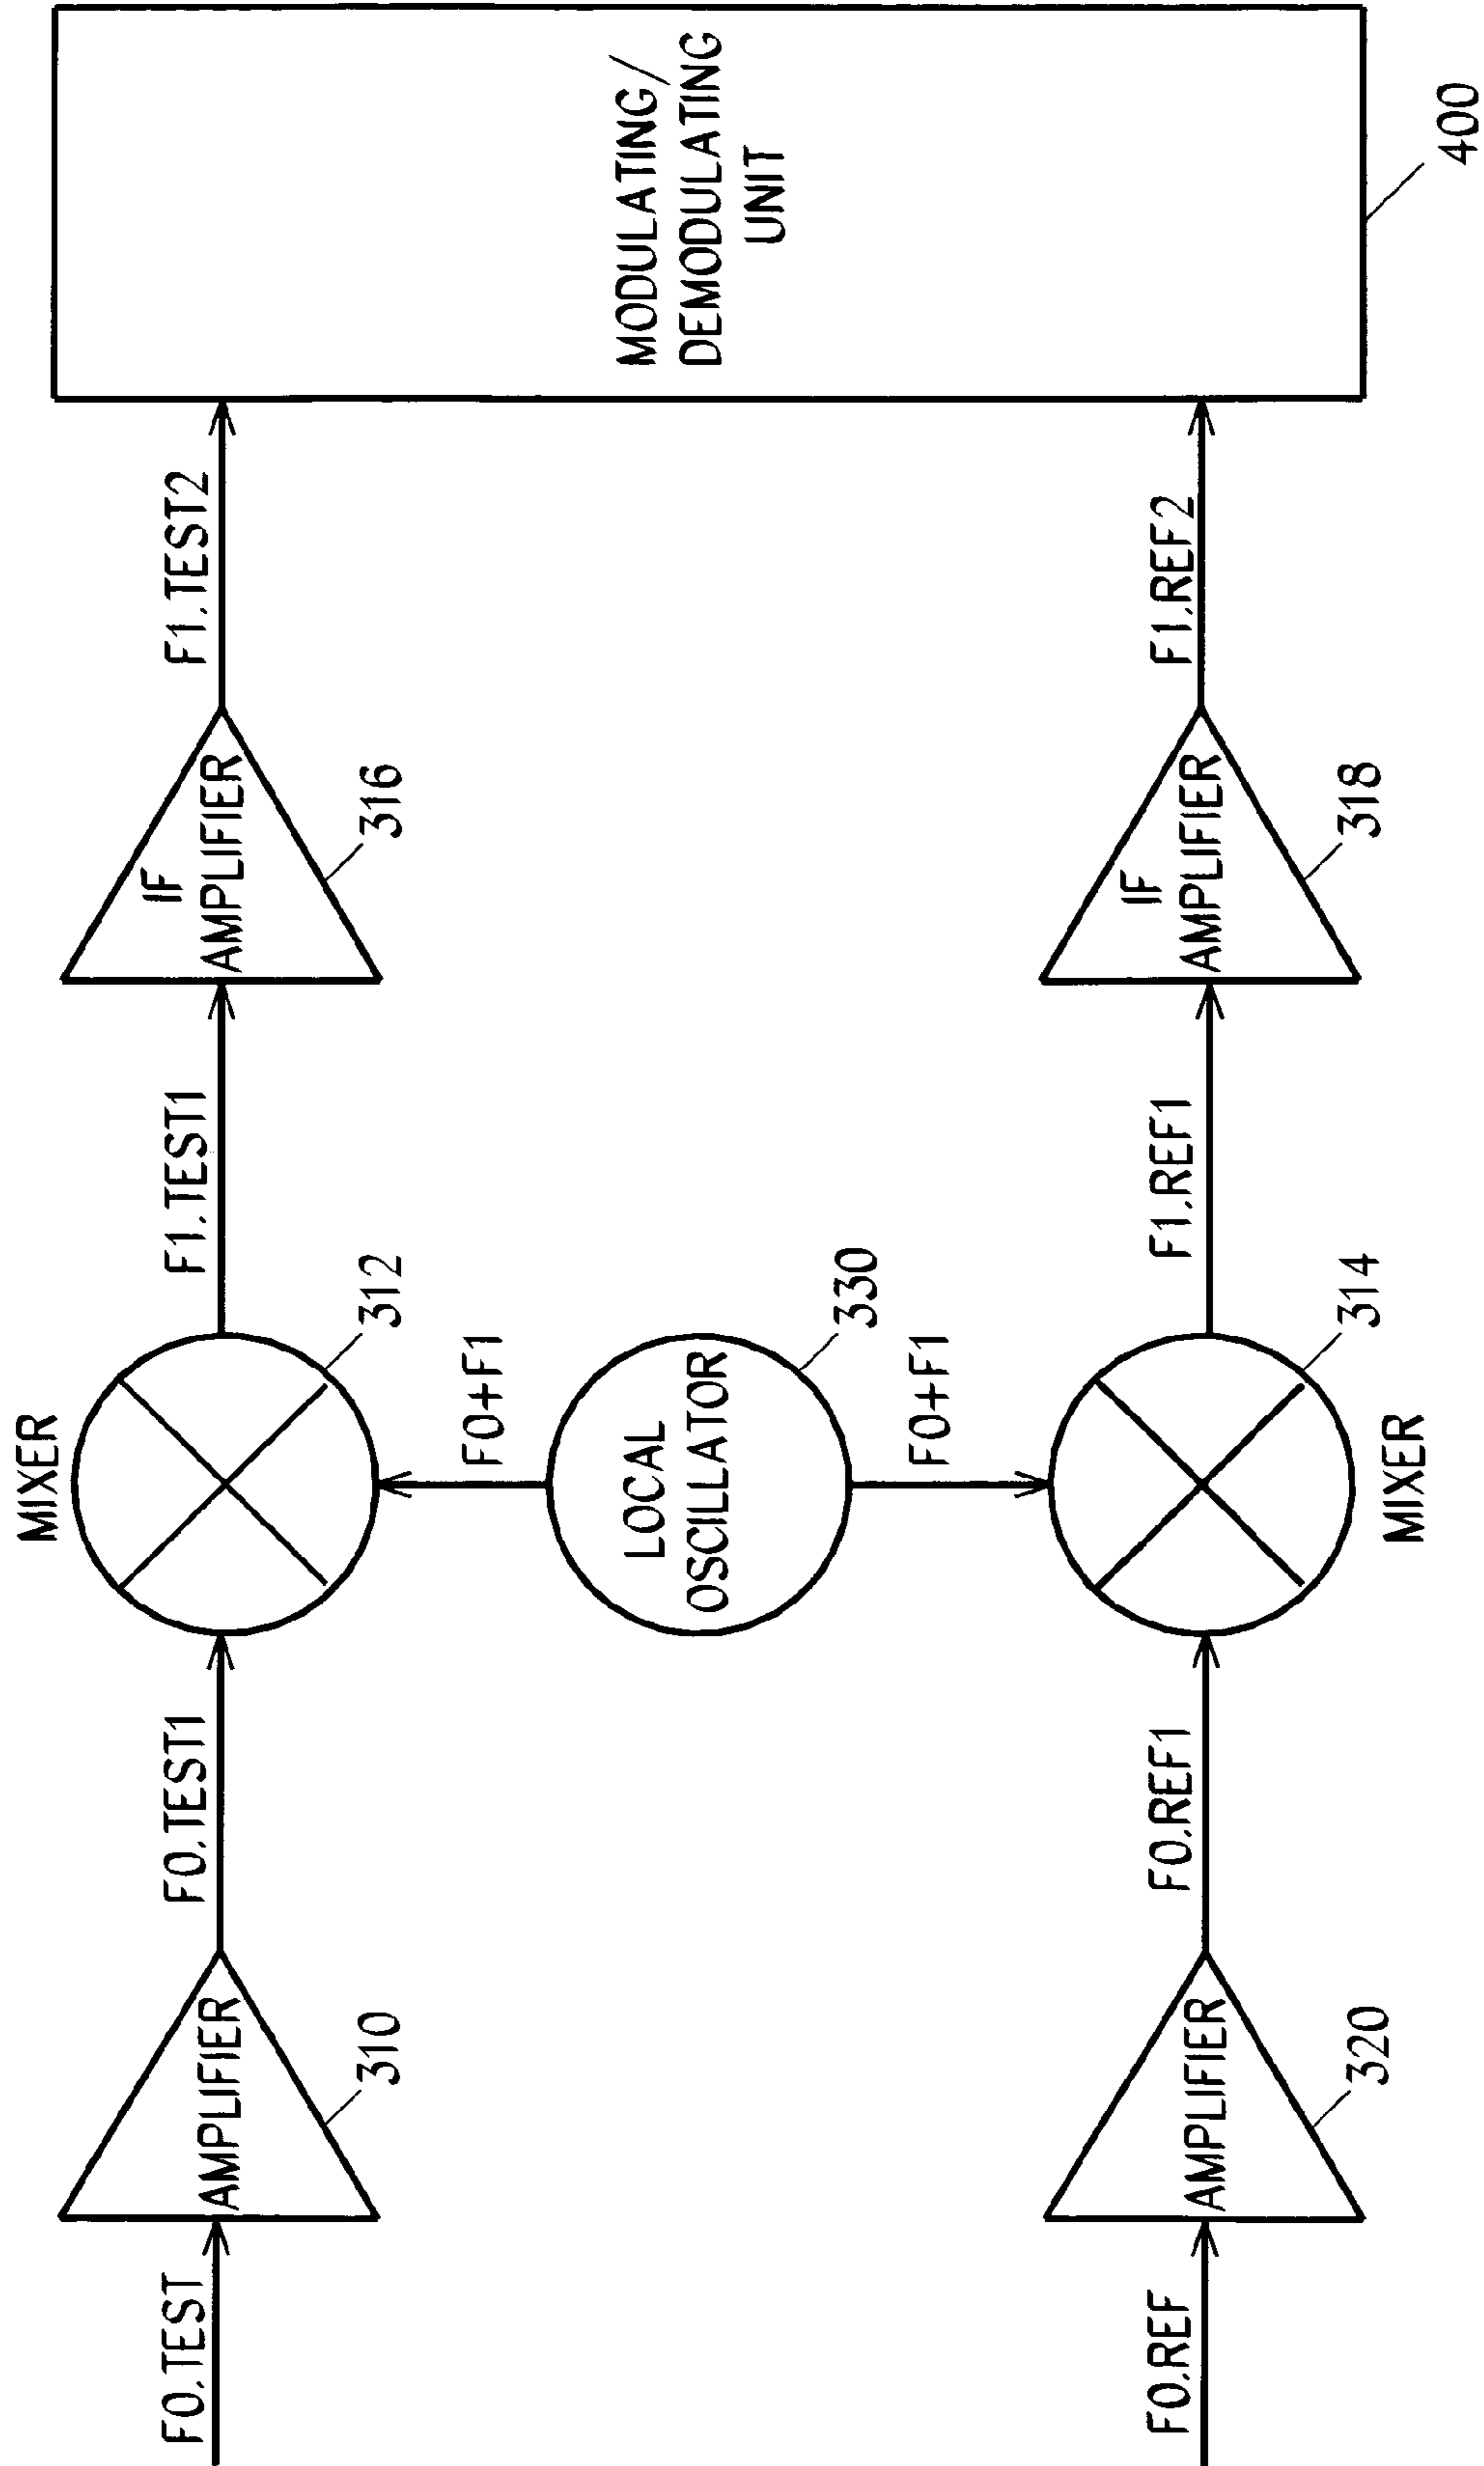 F0,TEST
AMPLIFIER
310
F0,TEST1
MIXER
312
F1,TEST1
IF
AMPLIFIER
316
F1,TEST2
F0+F1
LOCAL
OSCILLATOR
330
F0+F1
MODULATING/
DEMODULATING
UNIT
400
F0,REF
AMPLIFIER
320
F0,REF1
MIXER
314
F1,REF1
IF
AMPLIFIER
318
F1,REF2